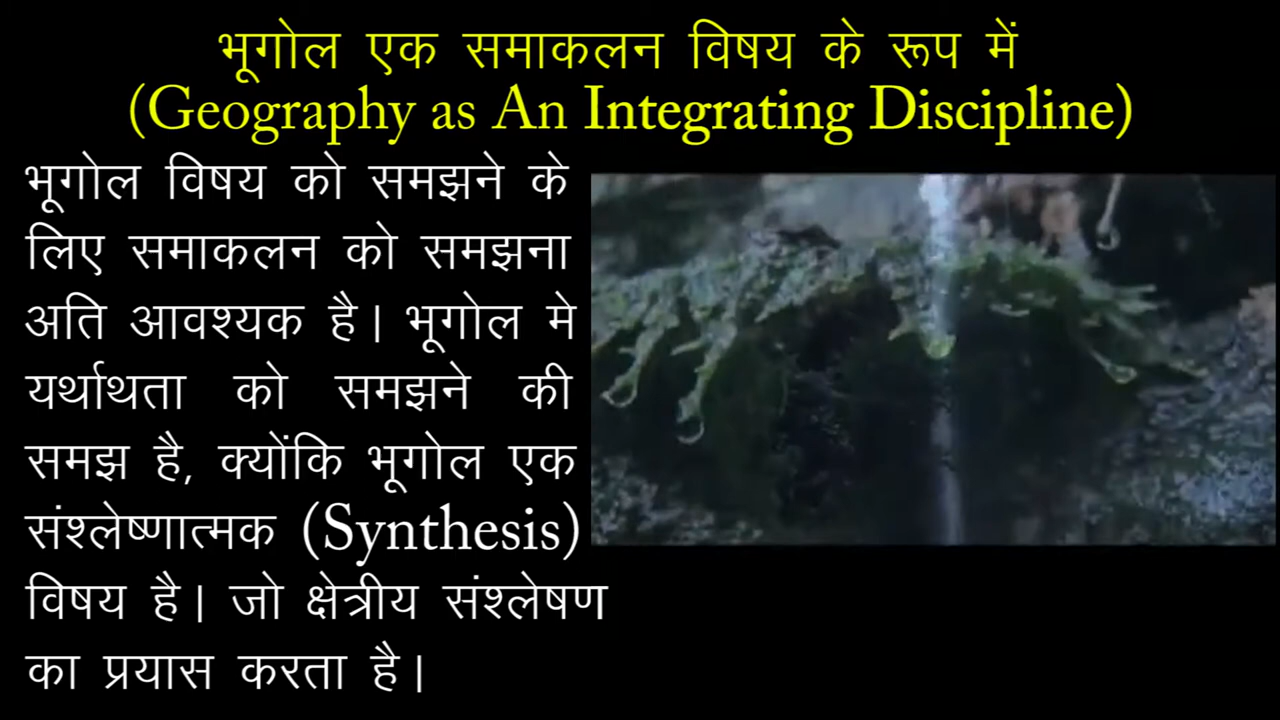 भूगोल एक समाकलन विषय के रूप में
(Geography as An Integrating Discipline)
भूगोल विषय को समझने के
लिए समाकलन को समझना
अति आवश्यक है। भूगोल मे
यर्थाथता को समझने की
समझ है, क्योंकि भूगोल एक
संश्लेष्णात्मक (Synthesis)
विषय है। जो क्षेत्रीय संश्लेषण
का प्रयास करता है।